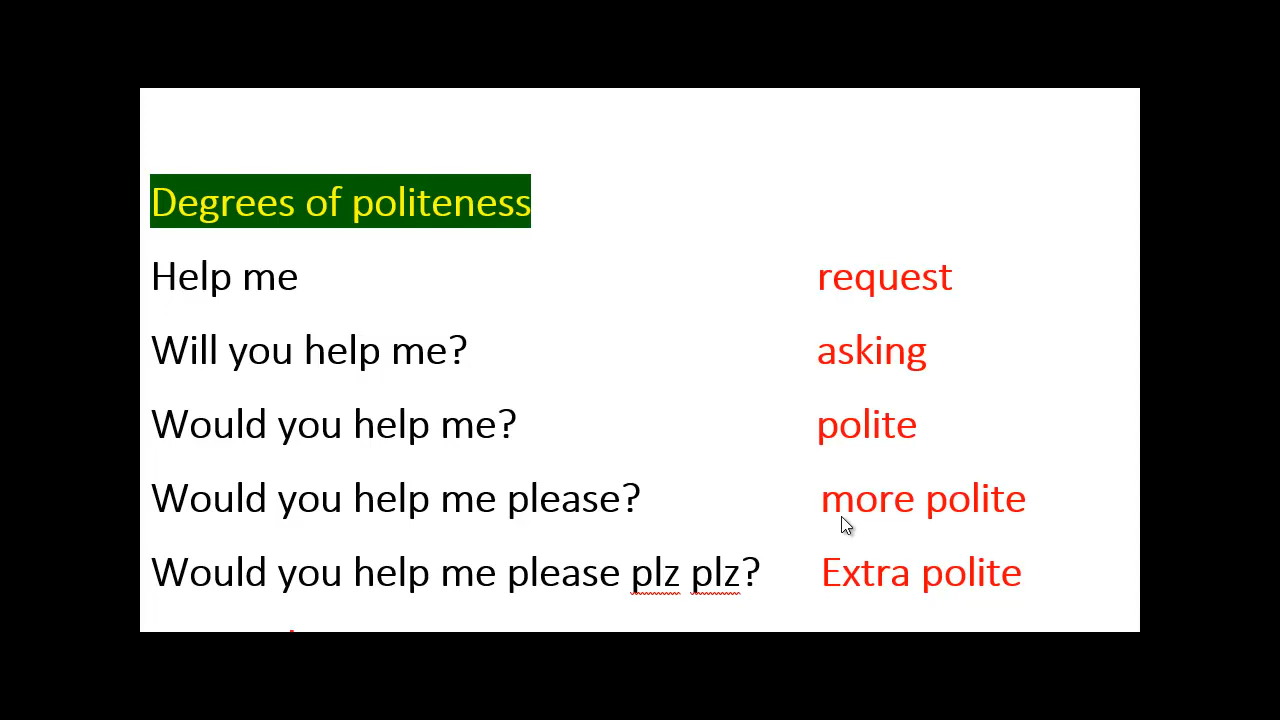 Degrees of politeness
Help me request
Will you help me? asking
Would you help me? polite
Would you help me please? more polite
Would you help me please plz plz? Extra polite